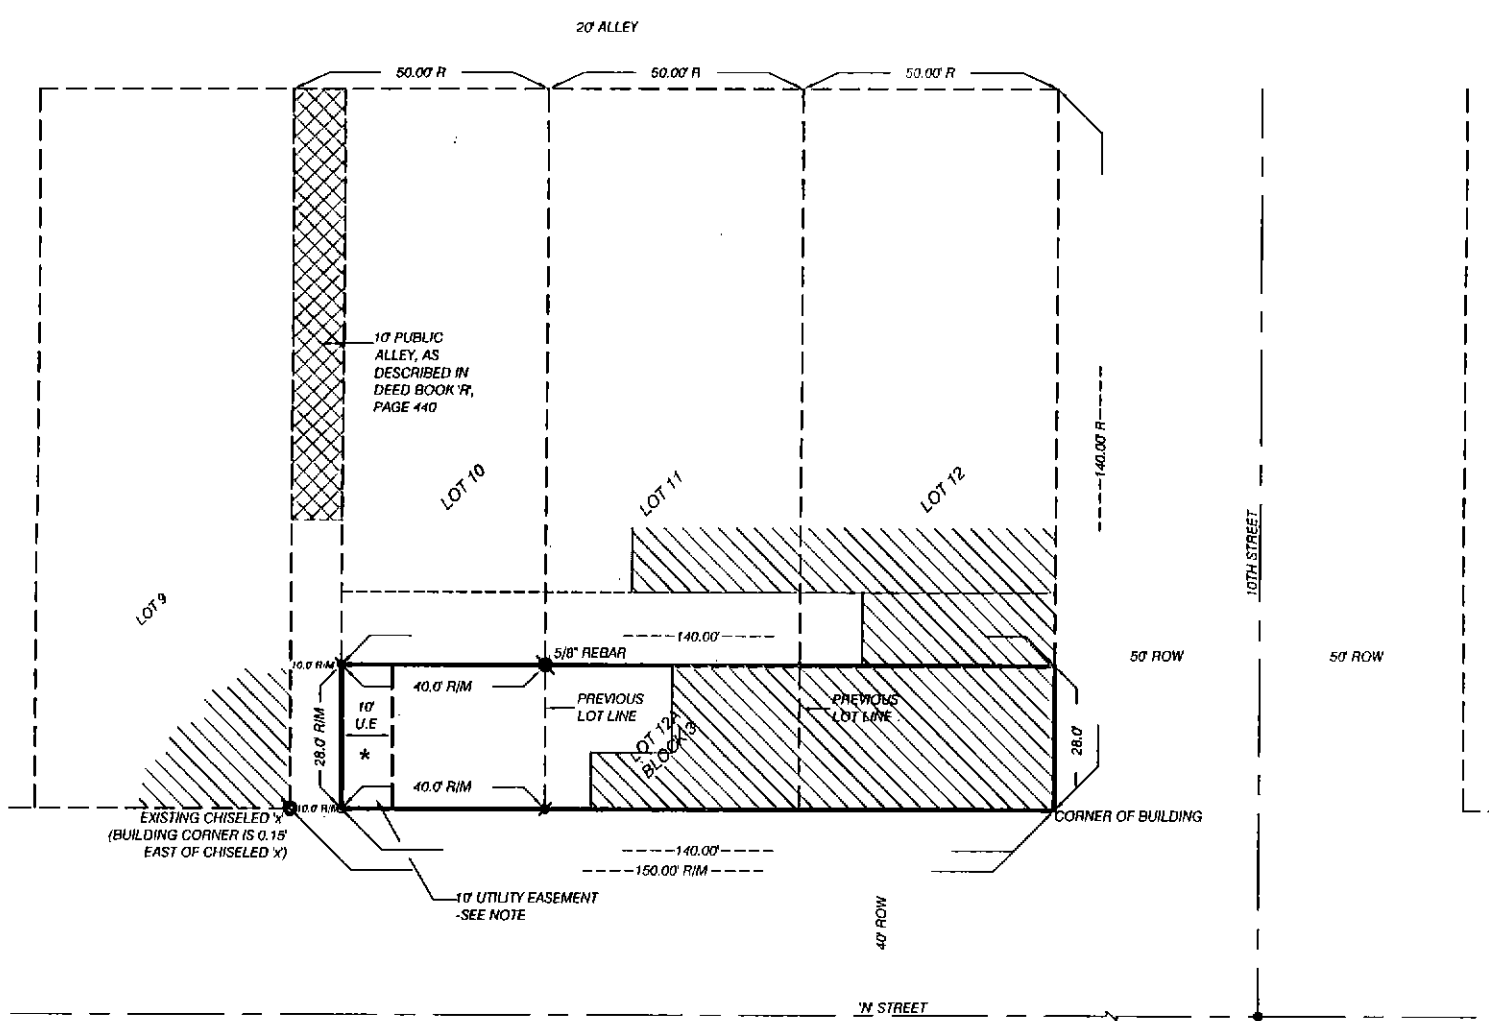 20' ALLEY
50.00' R
50.00' R
50.00' R
10' PUBLIC
ALLEY, AS
DESCRIBED IN
DEED BOOK 'R',
PAGE 440
140.00' R
LOT 10
LOT 11
LOT 12
10TH STREET
LOT 9
140.00'
5/8" REBAR
50' ROW
50' ROW
10.0' R/M
40.0' R/M
PREVIOUS
LOT LINE
PREVIOUS
LOT LINE
10'
U.E
*
28.0' R/M
LOT 12A
BLOCK 3
28.0'
40.0' R/M
10.0' R/M
EXISTING CHISELED 'x'
(BUILDING CORNER IS 0.15'
EAST OF CHISELED 'x')
CORNER OF BUILDING
140.00'
150.00' R/M
10' UTILITY EASEMENT
-SEE NOTE
40' ROW
'N' STREET